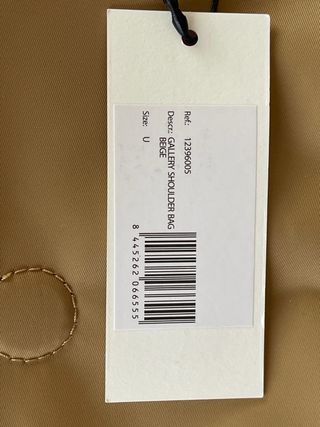 Ref.: 12396005
Descr.: GALLERY SHOULDER BAG
BEIGE
Size: U
8 445262 066555